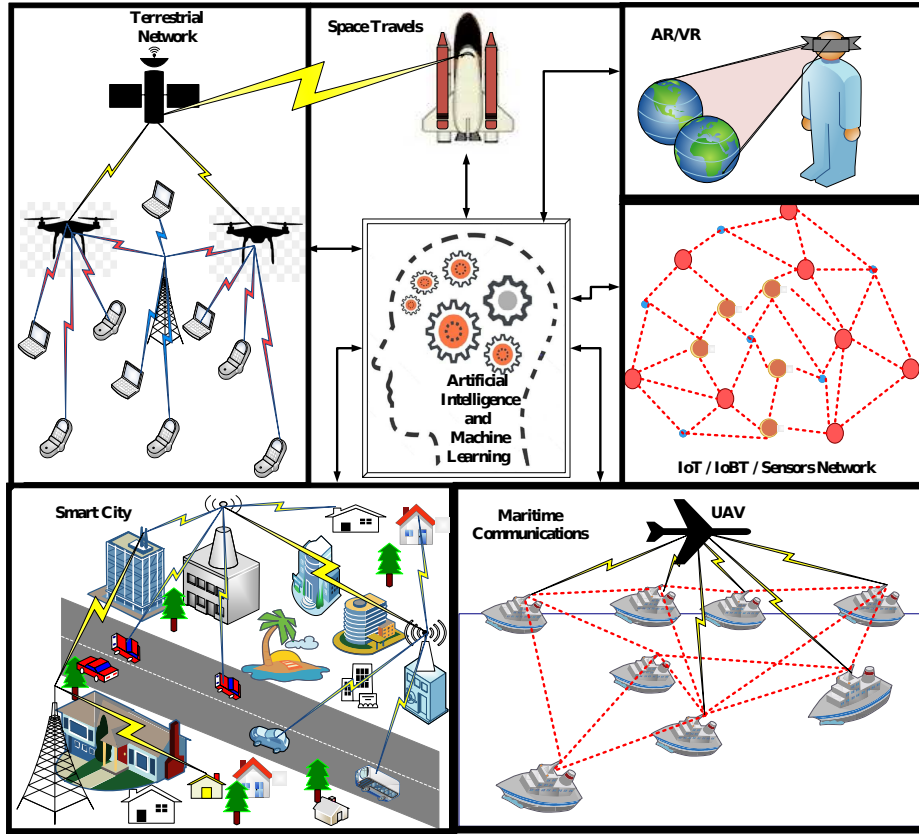 Terrestrial
Network
Space Travels
AR/VR
Artificial
Intelligence
and
Machine
Learning
IoT / IoBT / Sensors Network
Smart City
Maritime
Communications
UAV